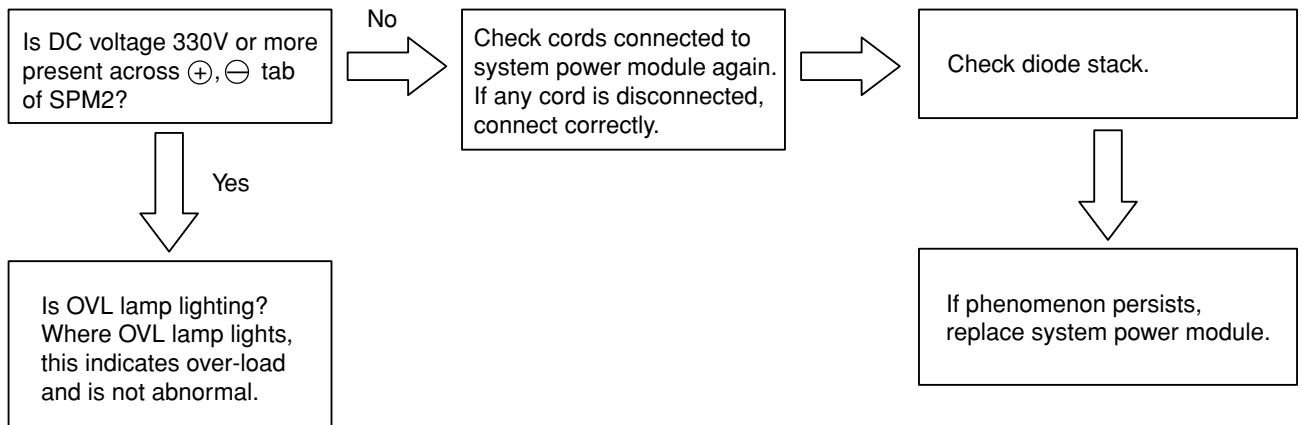 Is DC voltage 330V or more
present across ⊕, ⊖ tab
of SPM2?
No
Check cords connected to
system power module again.
If any cord is disconnected,
connect correctly.
Check diode stack.
Yes
Is OVL lamp lighting?
Where OVL lamp lights,
this indicates over-load
and is not abnormal.
If phenomenon persists,
replace system power module.